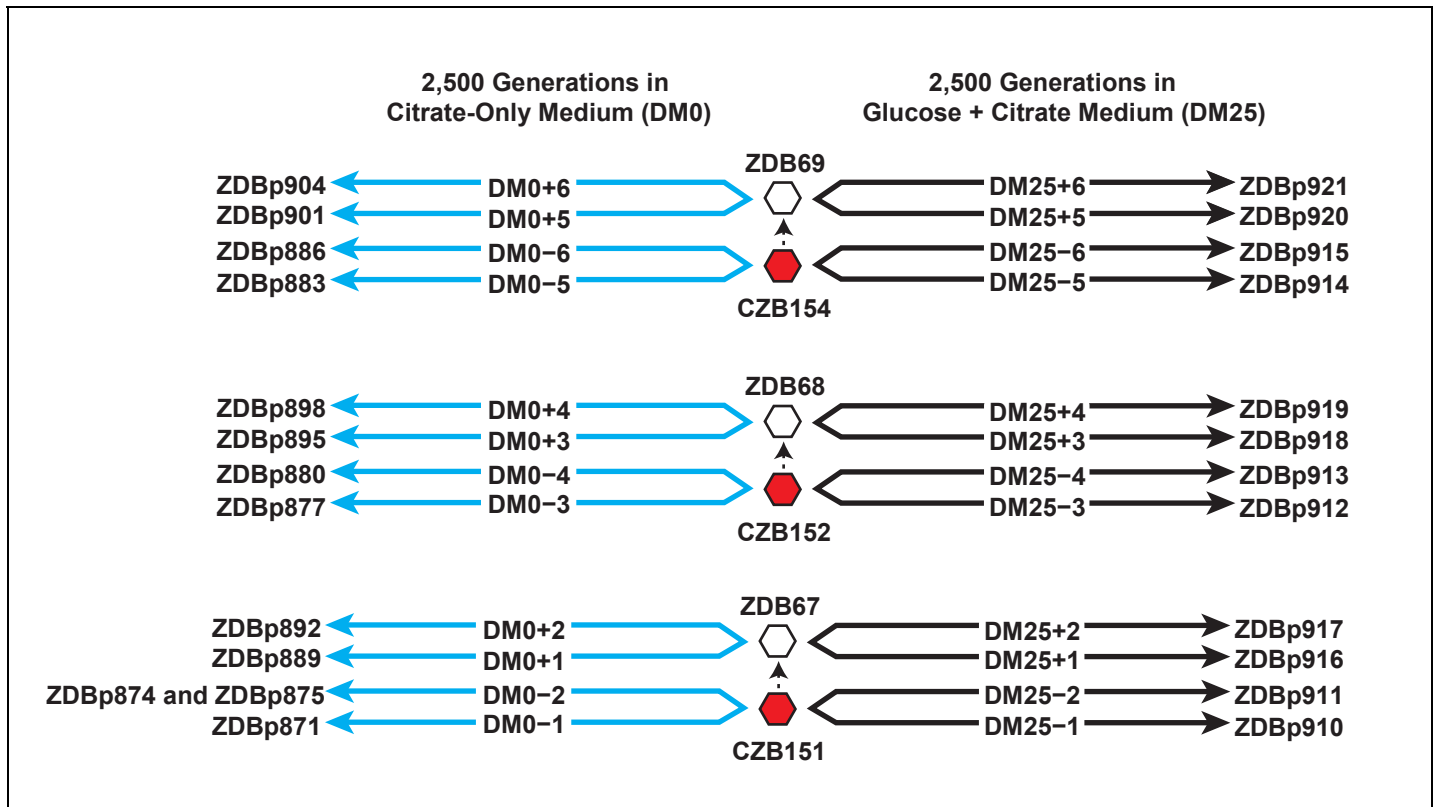 2,500 Generations in
Citrate-Only Medium (DM0)
2,500 Generations in
Glucose + Citrate Medium (DM25)
ZDB69
ZDBp904 DM0+6 DM25+6 ZDBp921
ZDBp901 DM0+5 DM25+5 ZDBp920
ZDBp886 DM0−6 DM25−6 ZDBp915
ZDBp883 DM0−5 DM25−5 ZDBp914
CZB154
ZDB68
ZDBp898 DM0+4 DM25+4 ZDBp919
ZDBp895 DM0+3 DM25+3 ZDBp918
ZDBp880 DM0−4 DM25−4 ZDBp913
ZDBp877 DM0−3 DM25−3 ZDBp912
CZB152
ZDB67
ZDBp892 DM0+2 DM25+2 ZDBp917
ZDBp889 DM0+1 DM25+1 ZDBp916
ZDBp874 and ZDBp875 DM0−2 DM25−2 ZDBp911
ZDBp871 DM0−1 DM25−1 ZDBp910
CZB151